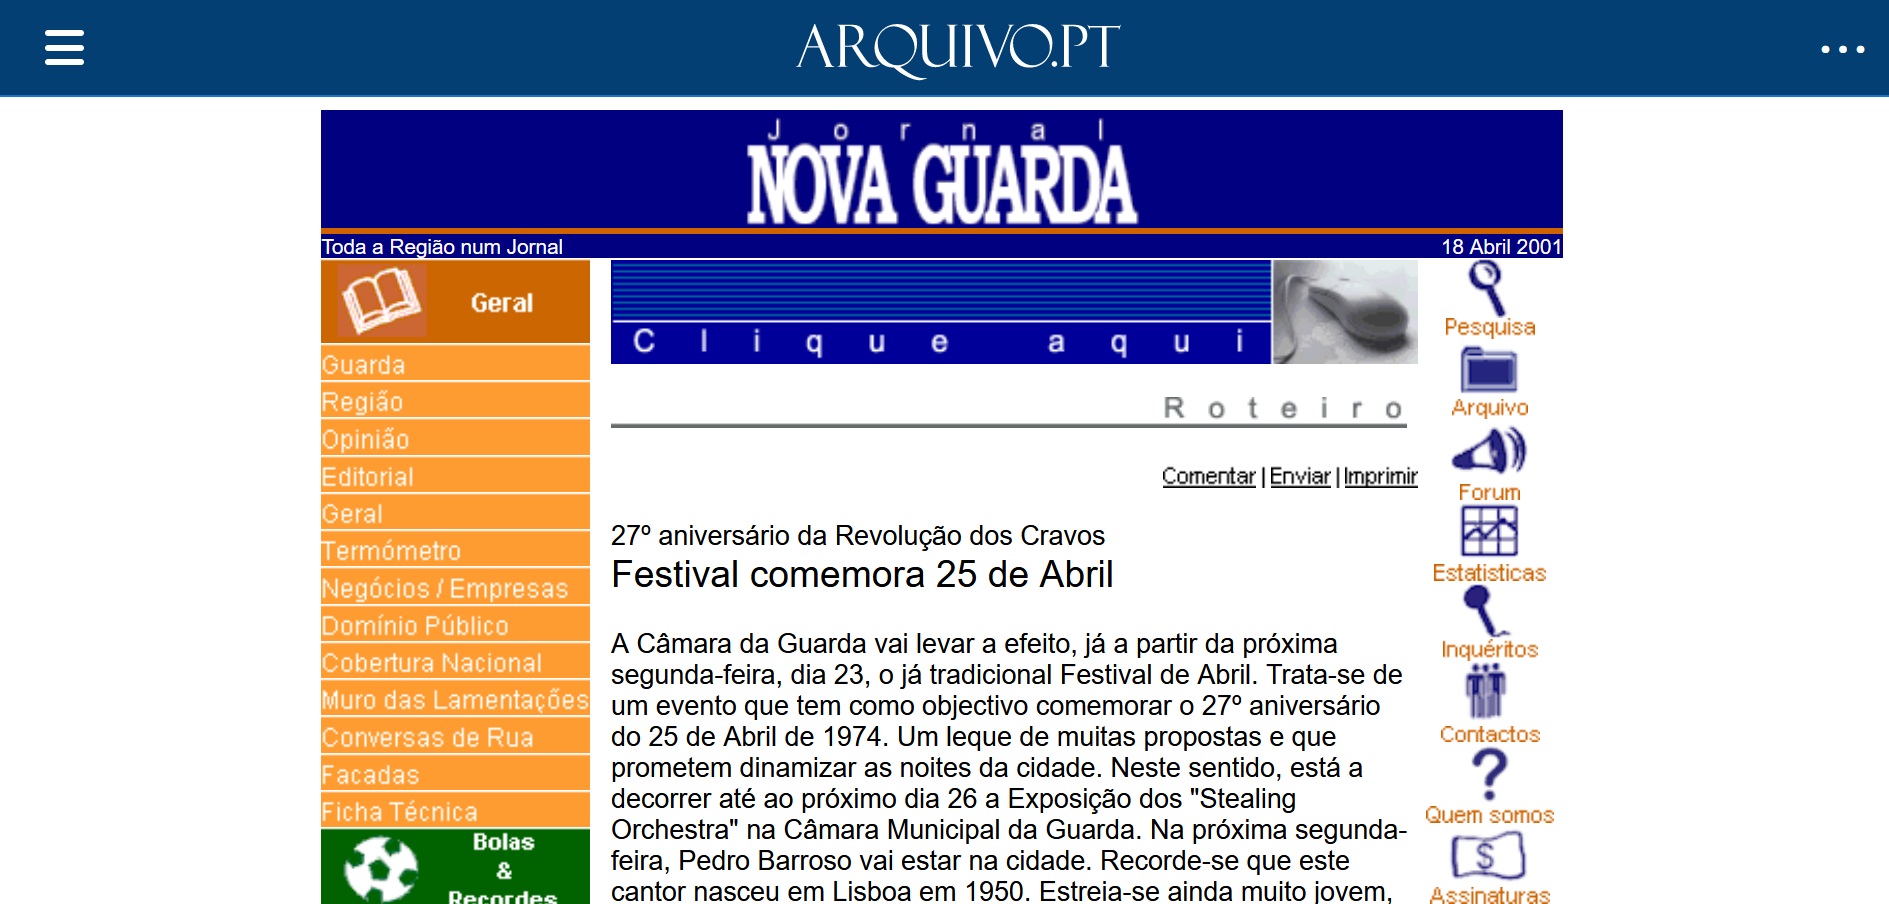 ARQUIVO.PT
Jornal
NOVA GUARDA
Toda a Região num Jornal
18 Abril 2001
Geral
Guarda
Região
Opinião
Editorial
Geral
Termómetro
Negócios / Empresas
Domínio Público
Cobertura Nacional
Muro das Lamentações
Conversas de Rua
Facadas
Ficha Técnica
Bolas
&
Recordes
Clique aqui
Roteiro
Comentar | Enviar | Imprimir
27º aniversário da Revolução dos Cravos
Festival comemora 25 de Abril
A Câmara da Guarda vai levar a efeito, já a partir da próxima
segunda-feira, dia 23, o já tradicional Festival de Abril. Trata-se de
um evento que tem como objectivo comemorar o 27º aniversário
do 25 de Abril de 1974. Um leque de muitas propostas e que
prometem dinamizar as noites da cidade. Neste sentido, está a
decorrer até ao próximo dia 26 a Exposição dos "Stealing
Orchestra" na Câmara Municipal da Guarda. Na próxima segunda-
feira, Pedro Barroso vai estar na cidade. Recorde-se que este
cantor nasceu em Lisboa em 1950. Estreia-se ainda muito jovem,
Pesquisa
Arquivo
Forum
Estatisticas
Inquéritos
Contactos
Quem somos
Assinaturas